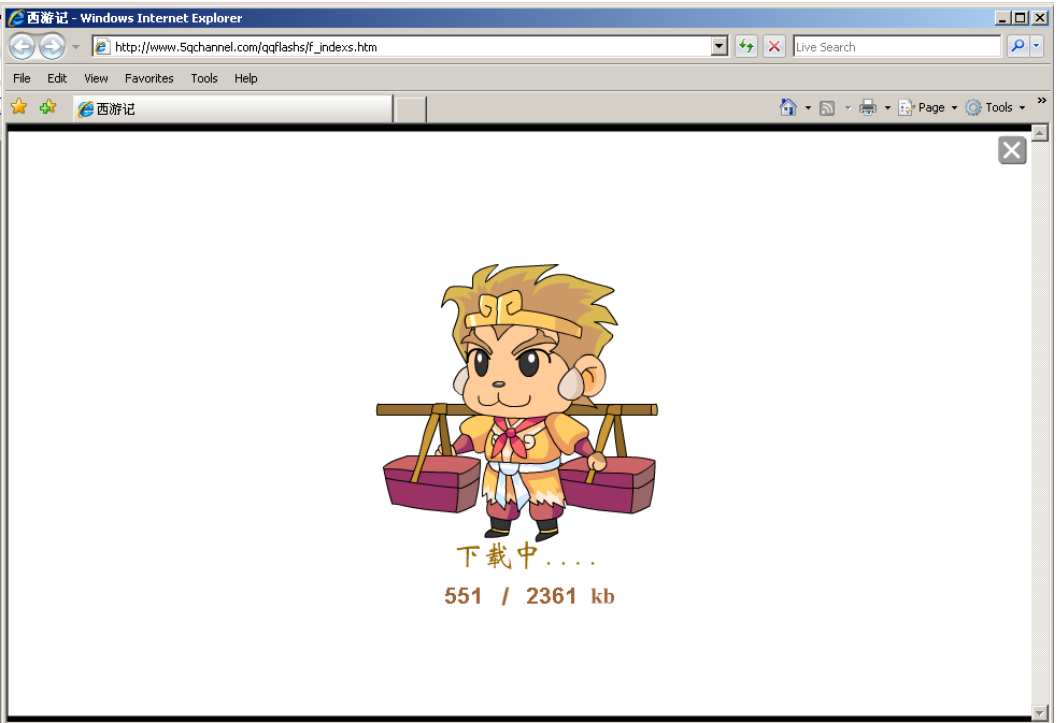 西游记 - Windows Internet Explorer
http://www.5qchannel.com/qqflashs/f_indexs.htm
Live Search
File Edit View Favorites Tools Help
西游记
Page Tools »
下载中....
551 / 2361 kb